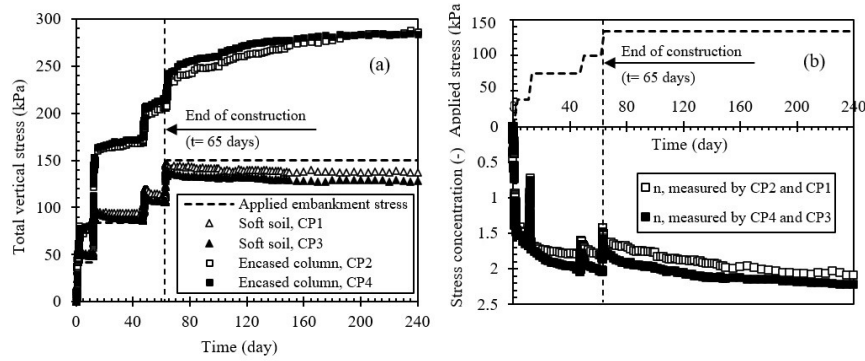 300
250
200
150
100
50
0
Total vertical stress (kPa)
0 40 80 120 160 200 240
Time (day)
(a)
End of construction
(t= 65 days)
Applied embankment stress
Soft soil, CP1
Soft soil, CP3
Encased column, CP2
Encased column, CP4
150
100
50
0
Applied stress (kPa)
(b)
End of construction
(t= 65 days)
Time (day)
0 40 80 120 160 200 240
0.5
1
1.5
2
2.5
Stress concentration (-)
n, measured by CP2 and CP1
n, measured by CP4 and CP3